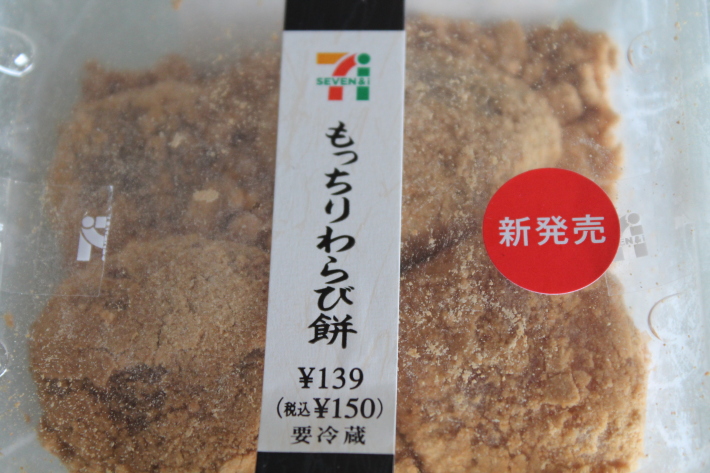 SEVEN&i
もっちりわらび餅
¥139
(税込¥150)
要冷蔵
新発売